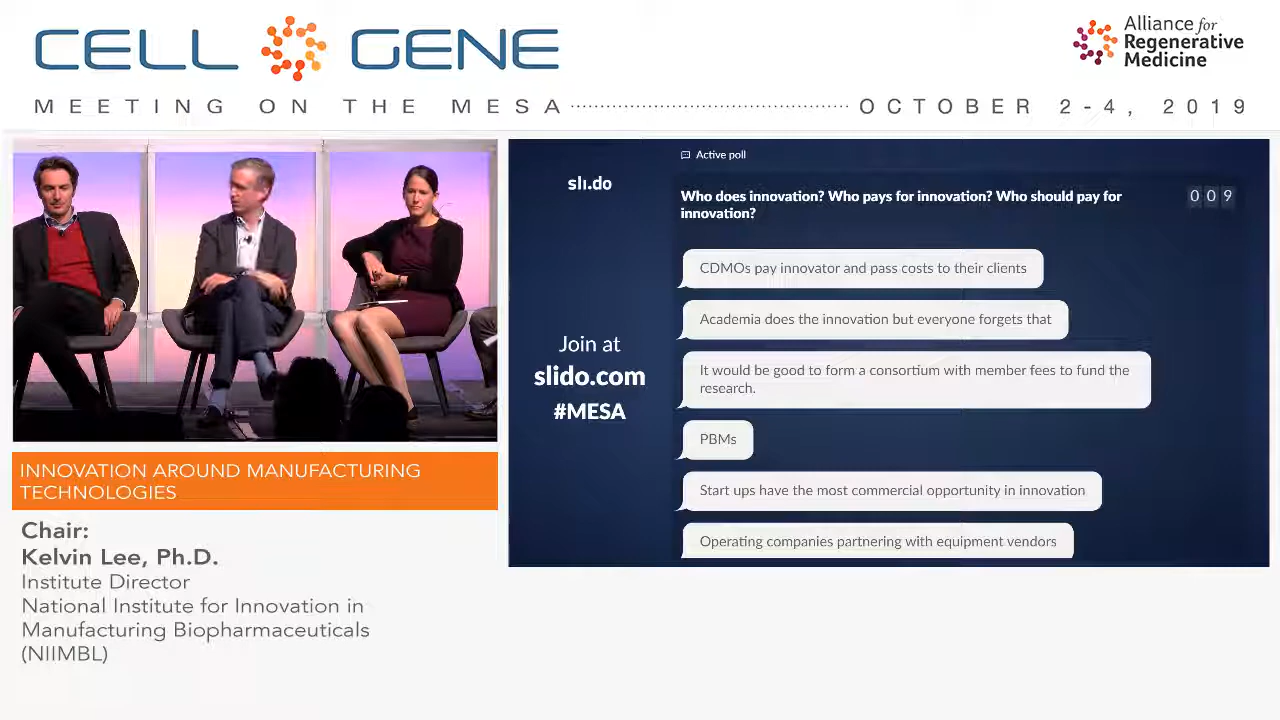 CELL GENE
Alliance for
Regenerative
Medicine
MEETING ON THE MESA
OCTOBER 2-4, 2019
sli.do
Active poll
Who does innovation? Who pays for innovation? Who should pay for
innovation?
009
CDMOs pay innovator and pass costs to their clients
Academia does the innovation but everyone forgets that
It would be good to form a consortium with member fees to fund the
research.
PBMs
Start ups have the most commercial opportunity in innovation
Operating companies partnering with equipment vendors
Join at
slido.com
#MESA
INNOVATION AROUND MANUFACTURING
TECHNOLOGIES
Chair:
Kelvin Lee, Ph.D.
Institute Director
National Institute for Innovation in
Manufacturing Biopharmaceuticals
(NIIMBL)